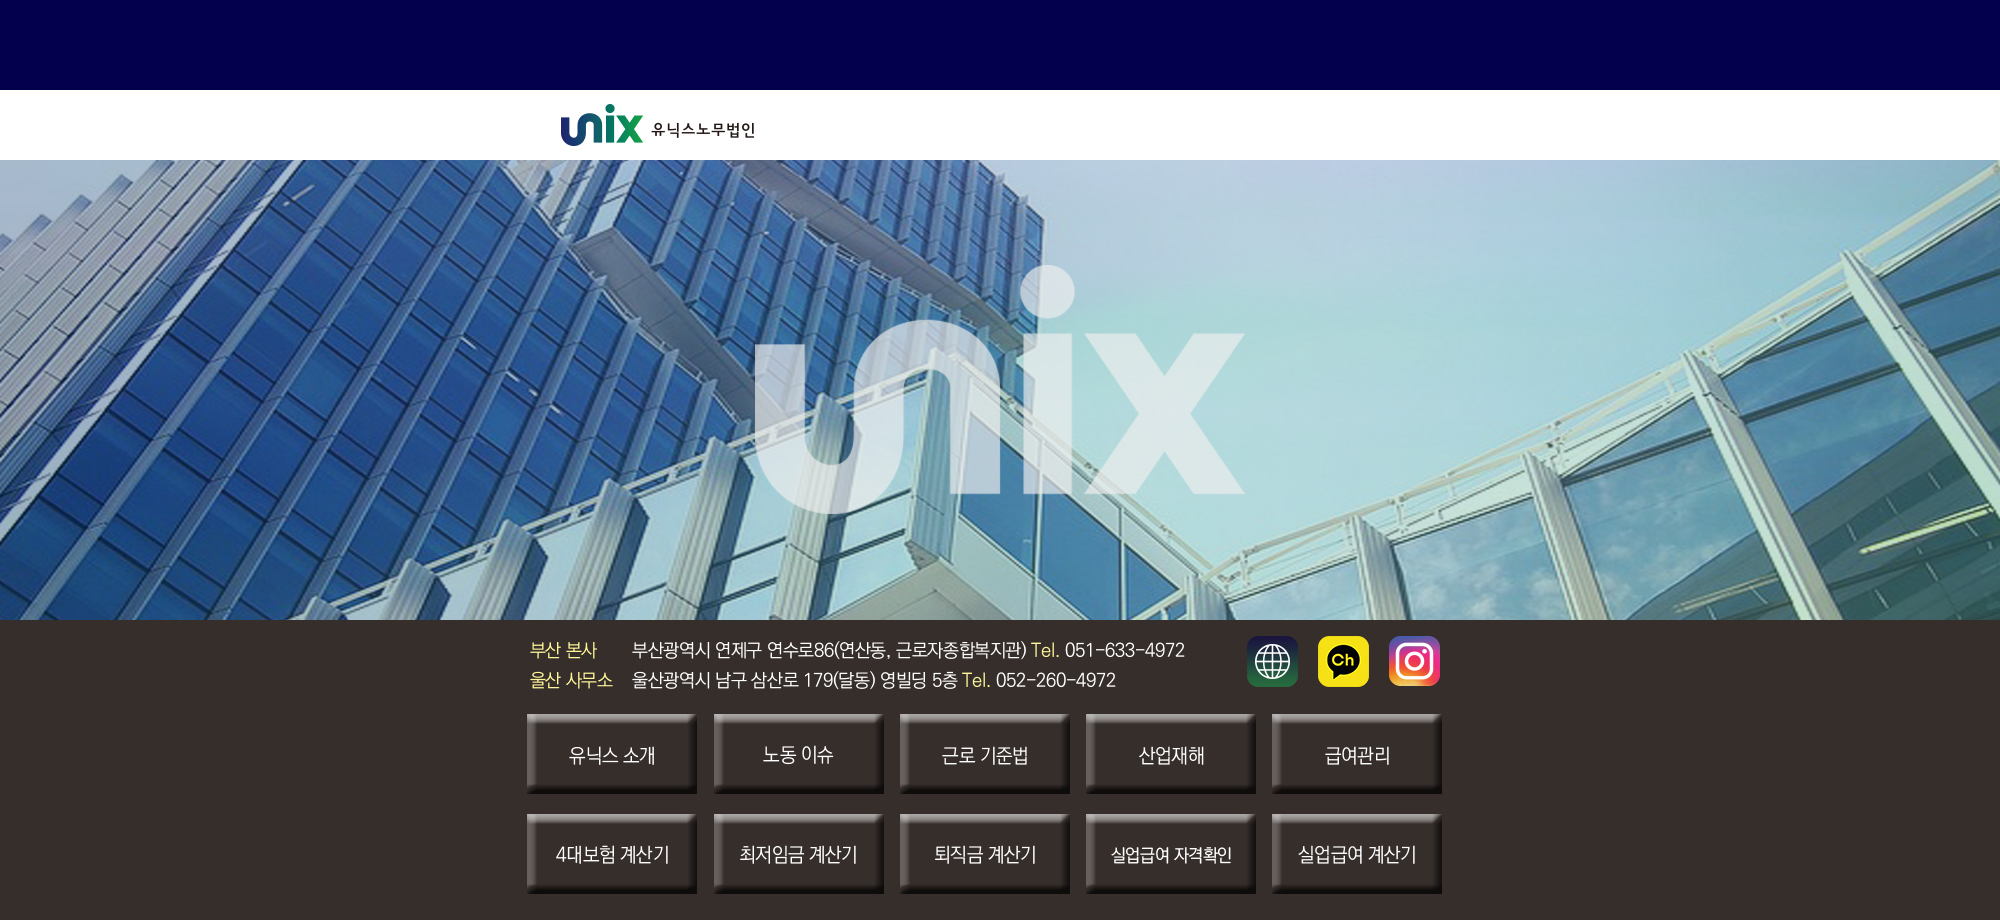 unix 유닉스노무법인
unix
부산 본사 부산광역시 연제구 연수로86(연산동, 근로자종합복지관) Tel. 051-633-4972
울산 사무소 울산광역시 남구 삼산로 179(달동) 영빌딩 5층 Tel. 052-260-4972
Ch
유닉스 소개 노동 이슈 근로 기준법 산업재해 급여관리
4대보험 계산기 최저임금 계산기 퇴직금 계산기 실업급여 자격확인 실업급여 계산기